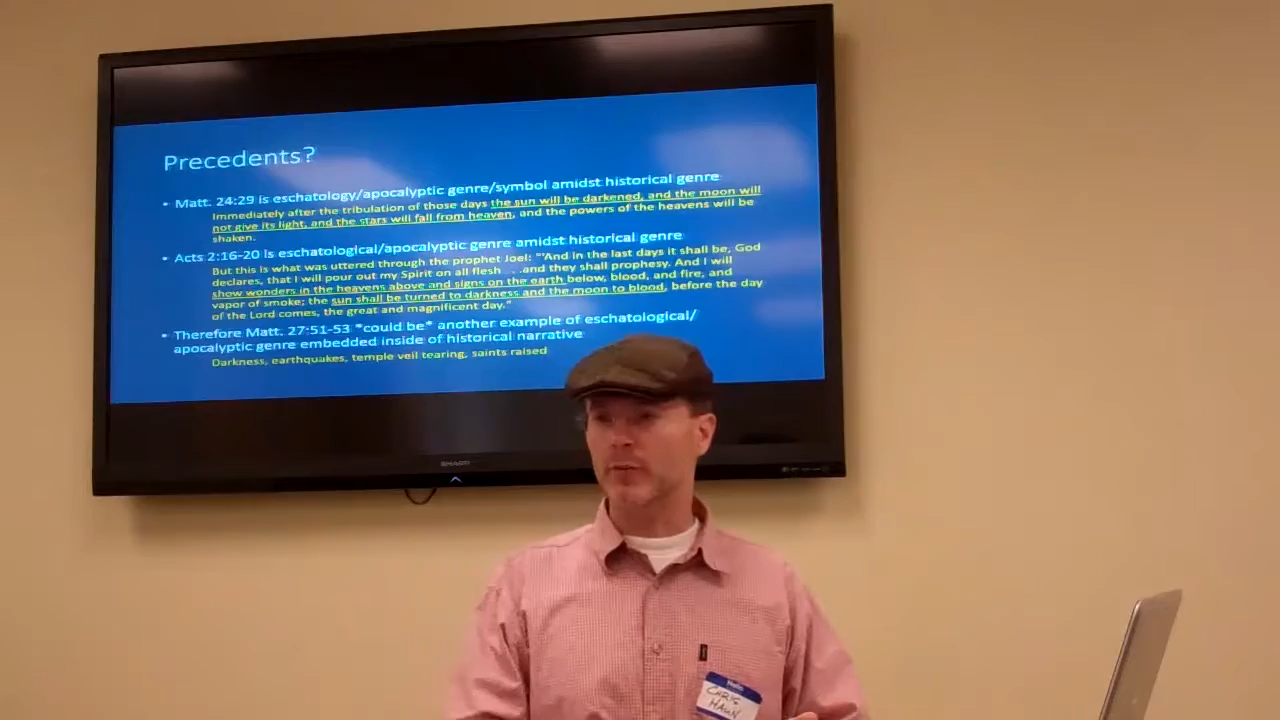 Precedents?
• Matt. 24:29 is eschatology/apocalyptic genre/symbol amidst historical genre
Immediately after the tribulation of those days the sun will be darkened, and the moon will
not give its light, and the stars will fall from heaven, and the powers of the heavens will be
shaken.
• Acts 2:16-20 is eschatological/apocalyptic genre amidst historical genre
But this is what was uttered through the prophet Joel: "'And in the last days it shall be, God
declares, that I will pour out my Spirit on all flesh . . .and they shall prophesy. And I will
show wonders in the heavens above and signs on the earth below, blood, and fire, and
vapor of smoke; the sun shall be turned to darkness and the moon to blood, before the day
of the Lord comes, the great and magnificent day."
• Therefore Matt. 27:51-53 *could be* another example of eschatological/
apocalyptic genre embedded inside of historical narrative
Darkness, earthquakes, temple veil tearing, saints raised
SHARP
Hello
CHRIS